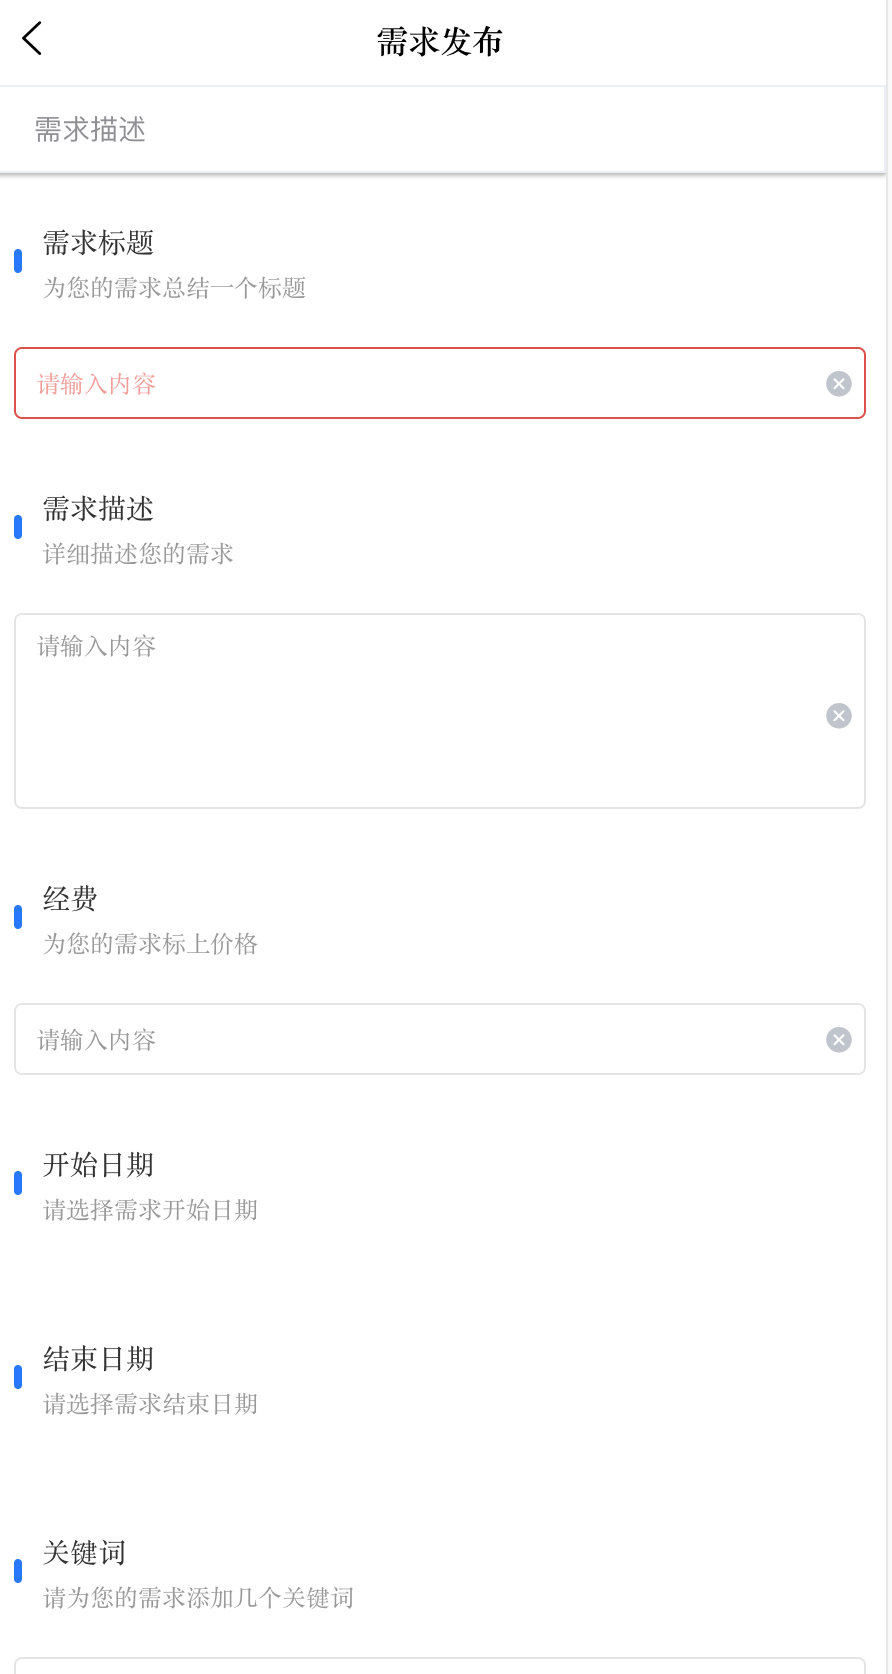 需求发布
需求描述
需求标题
为您的需求总结一个标题
请输入内容
需求描述
详细描述您的需求
请输入内容
经费
为您的需求标上价格
请输入内容
开始日期
请选择需求开始日期
结束日期
请选择需求结束日期
关键词
请为您的需求添加几个关键词